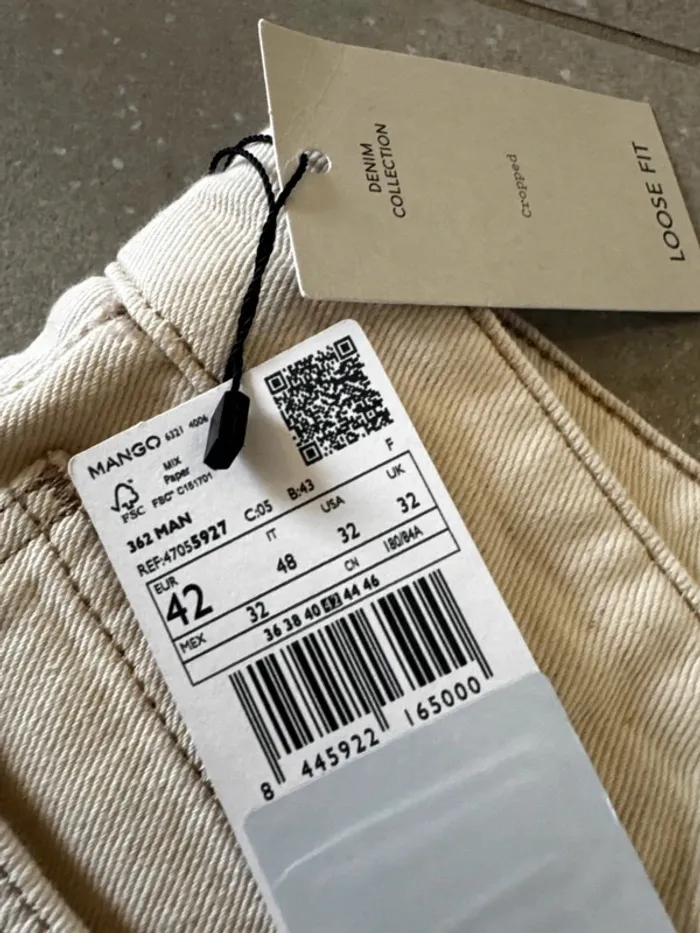 DENIM
COLLECTION
Cropped
LOOSE FIT
MANGO 6321 4006
MIX
Paper
FSC FSC® C151701
362 MAN
REF:47055927 C:05 B:43 F
EUR IT USA UK
42 48 32 32
MEX 32 CN 180/84A
36 38 40 42 44 46
8 445922 165000